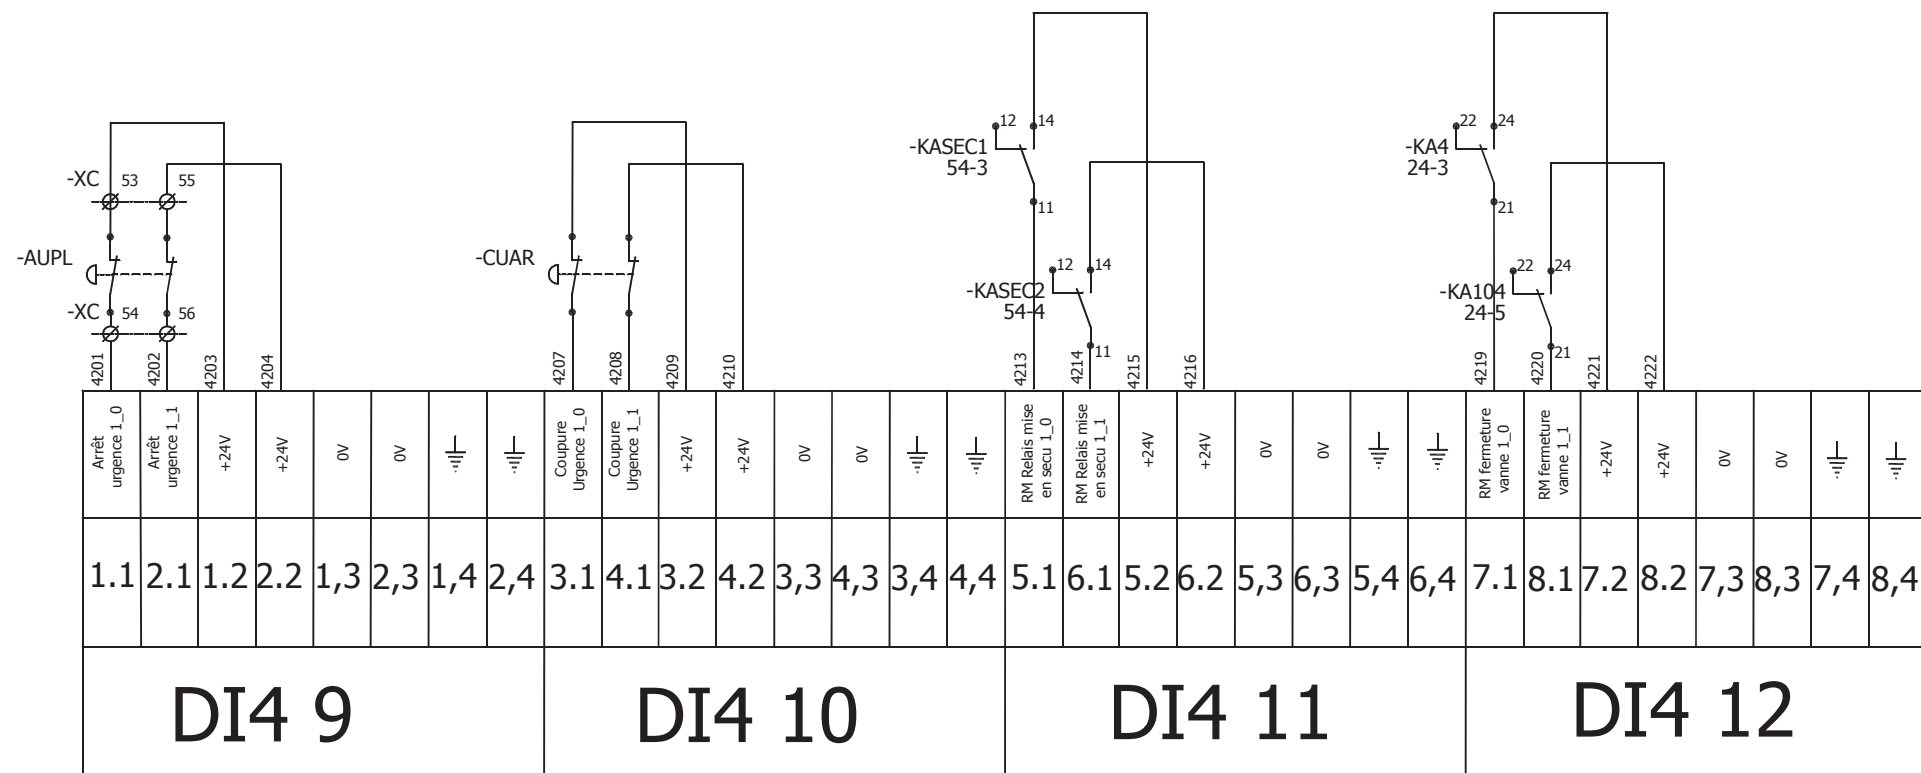 12
14
-KASEC1
54-3
11
22
24
-KA4
24-3
21
-XC
53
55
-AUPL
-XC
54
56
-CUAR
12
14
-KASEC2
54-4
11
22
24
-KA104
24-5
21
4201
4202
4203
4204
4207
4208
4209
4210
4213
4214
4215
4216
4219
4220
4221
4222
Arrêt
urgence 1_0
Arrêt
urgence 1_1
+24V
+24V
0V
0V
Coupure
Urgence 1_0
Coupure
Urgence 1_1
+24V
+24V
0V
0V
RM Relais mise
en secu 1_0
RM Relais mise
en secu 1_1
+24V
+24V
0V
0V
RM fermeture
vanne 1_0
RM fermeture
vanne 1_1
+24V
+24V
0V
0V
1.1 2.1 1.2 2.2 1,3 2,3 1,4 2,4 3.1 4.1 3.2 4.2 3,3 4,3 3,4 4,4 5.1 6.1 5.2 6.2 5,3 6,3 5,4 6,4 7.1 8.1 7.2 8.2 7,3 8,3 7,4 8,4
DI4 9
DI4 10
DI4 11
DI4 12